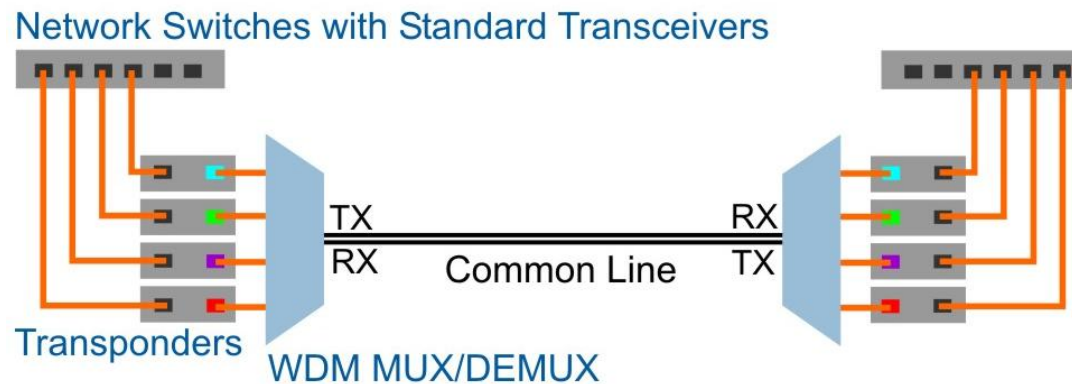 Network Switches with Standard Transceivers
TX
RX
RX
Common Line
TX
Transponders
WDM MUX/DEMUX